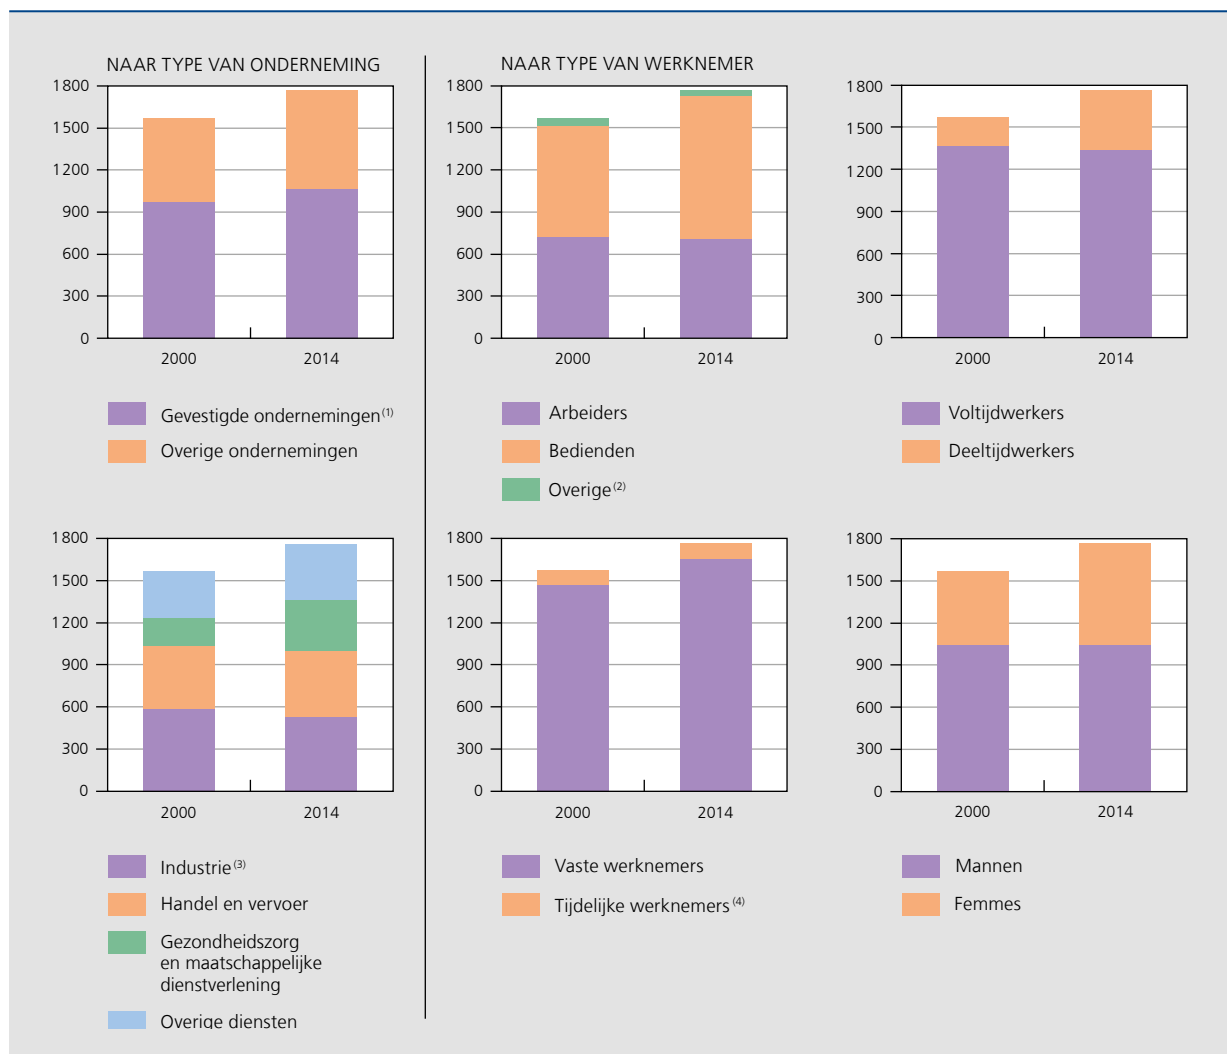 NAAR TYPE VAN ONDERNEMING
1800
1500
1200
900
600
300
0
2000 2014
Gevestigde ondernemingen(1)
Overige ondernemingen
1800
1500
1200
900
600
300
0
2000 2014
Industrie(3)
Handel en vervoer
Gezondheidszorg
en maatschappelijke
dienstverlening
Overige diensten
NAAR TYPE VAN WERKNEMER
1800
1500
1200
900
600
300
0
2000 2014
Arbeiders
Bedienden
Overige(2)
1800
1500
1200
900
600
300
0
2000 2014
Voltijdwerkers
Deeltijdwerkers
1800
1500
1200
900
600
300
0
2000 2014
Vaste werknemers
Tijdelijke werknemers(4)
1800
1500
1200
900
600
300
0
2000 2014
Mannen
Femmes